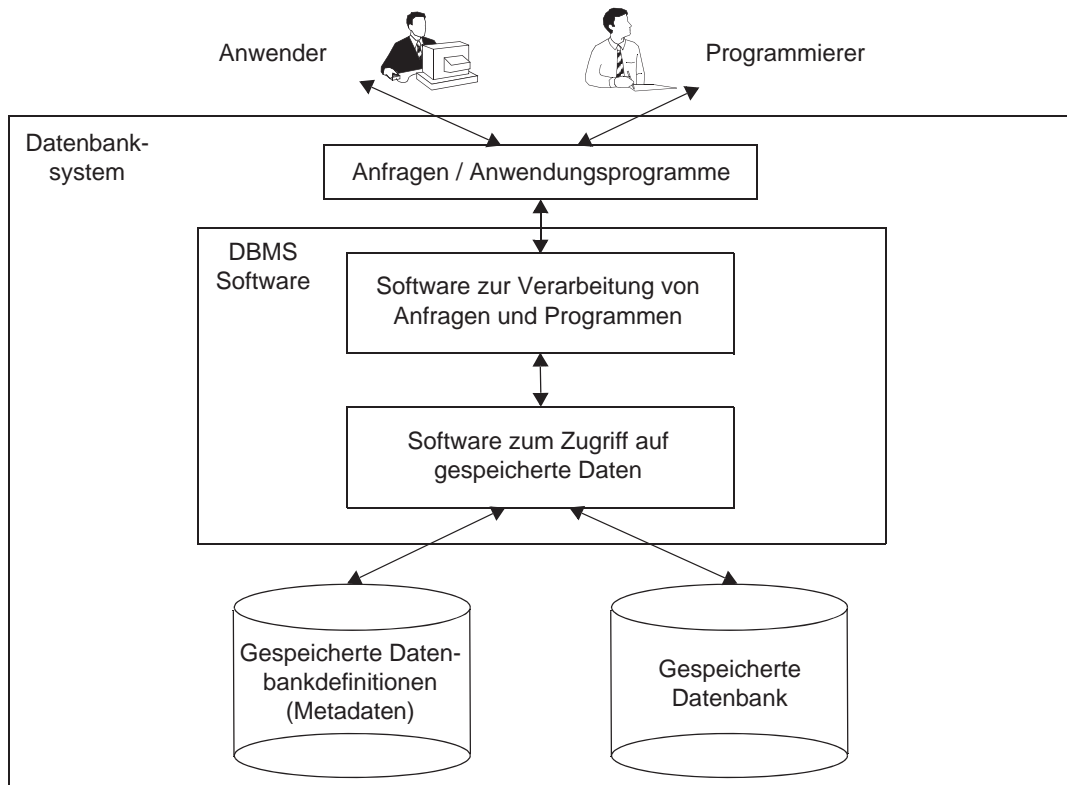 Anwender
Programmierer
Datenbank-
system
Anfragen / Anwendungsprogramme
DBMS
Software
Software zur Verarbeitung von
Anfragen und Programmen
Software zum Zugriff auf
gespeicherte Daten
Gespeicherte Daten-
bankdefinitionen
(Metadaten)
Gespeicherte
Datenbank